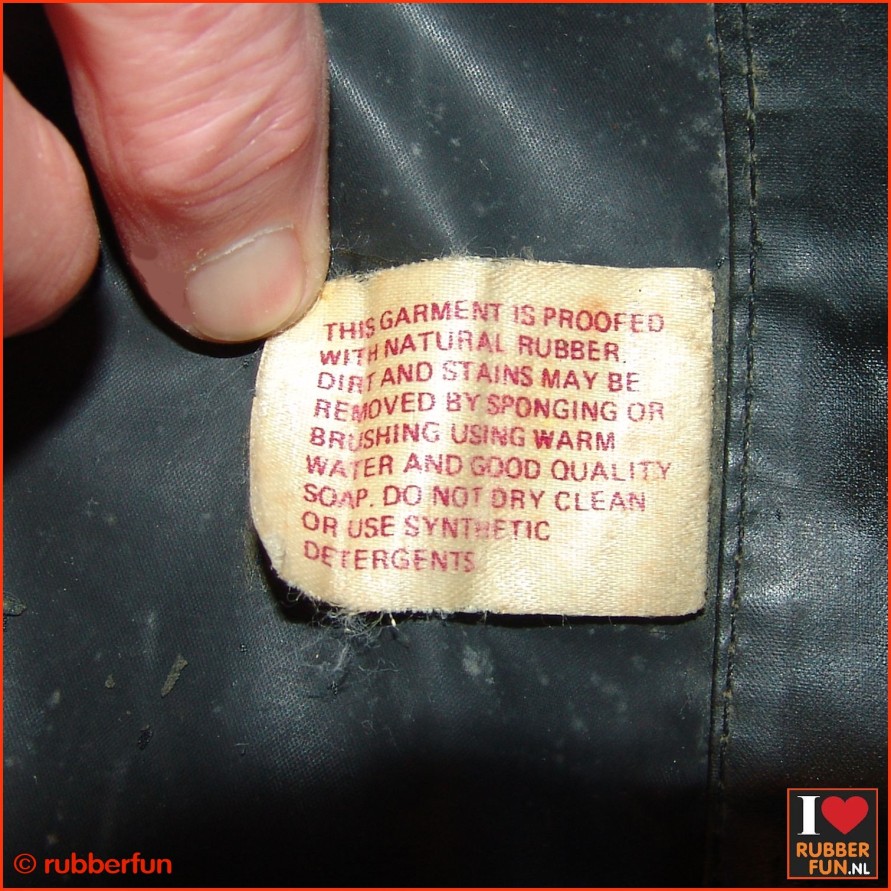 THIS GARMENT IS PROOFED
WITH NATURAL RUBBER.
DIRT AND STAINS MAY BE
REMOVED BY SPONGING OR
BRUSHING USING WARM
WATER AND GOOD QUALITY
SOAP. DO NOT DRY CLEAN
OR USE SYNTHETIC
DETERGENTS.
© rubberfun
I ❤
RUBBER
FUN.NL